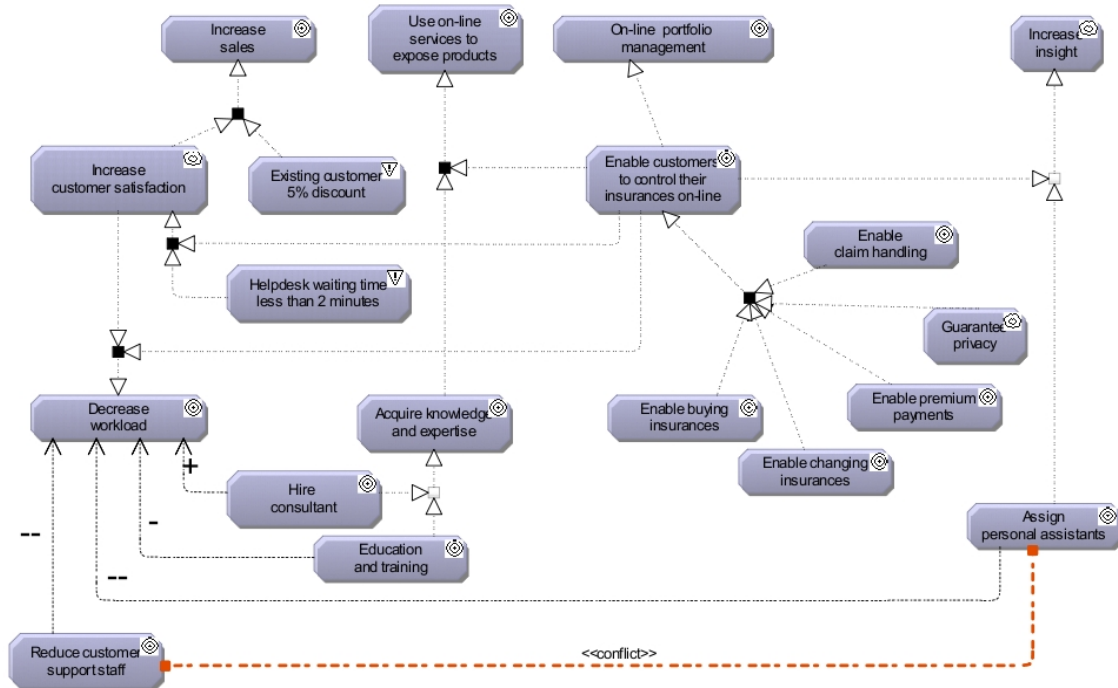 Increase
sales
Use on-line
services to
expose products
On-line portfolio
management
Increase
insight
Increase
customer satisfaction
Existing customer
5% discount
Enable customers
to control their
insurances on-line
Enable
claim handling
Helpdesk waiting time
less than 2 minutes
Guarantee
privacy
Decrease
workload
Acquire knowledge
and expertise
Enable buying
insurances
Enable premium
payments
Enable changing
insurances
+
Hire
consultant
Assign
personal assistants
--
-
Education
and training
--
Reduce customer
support staff
<<conflict>>